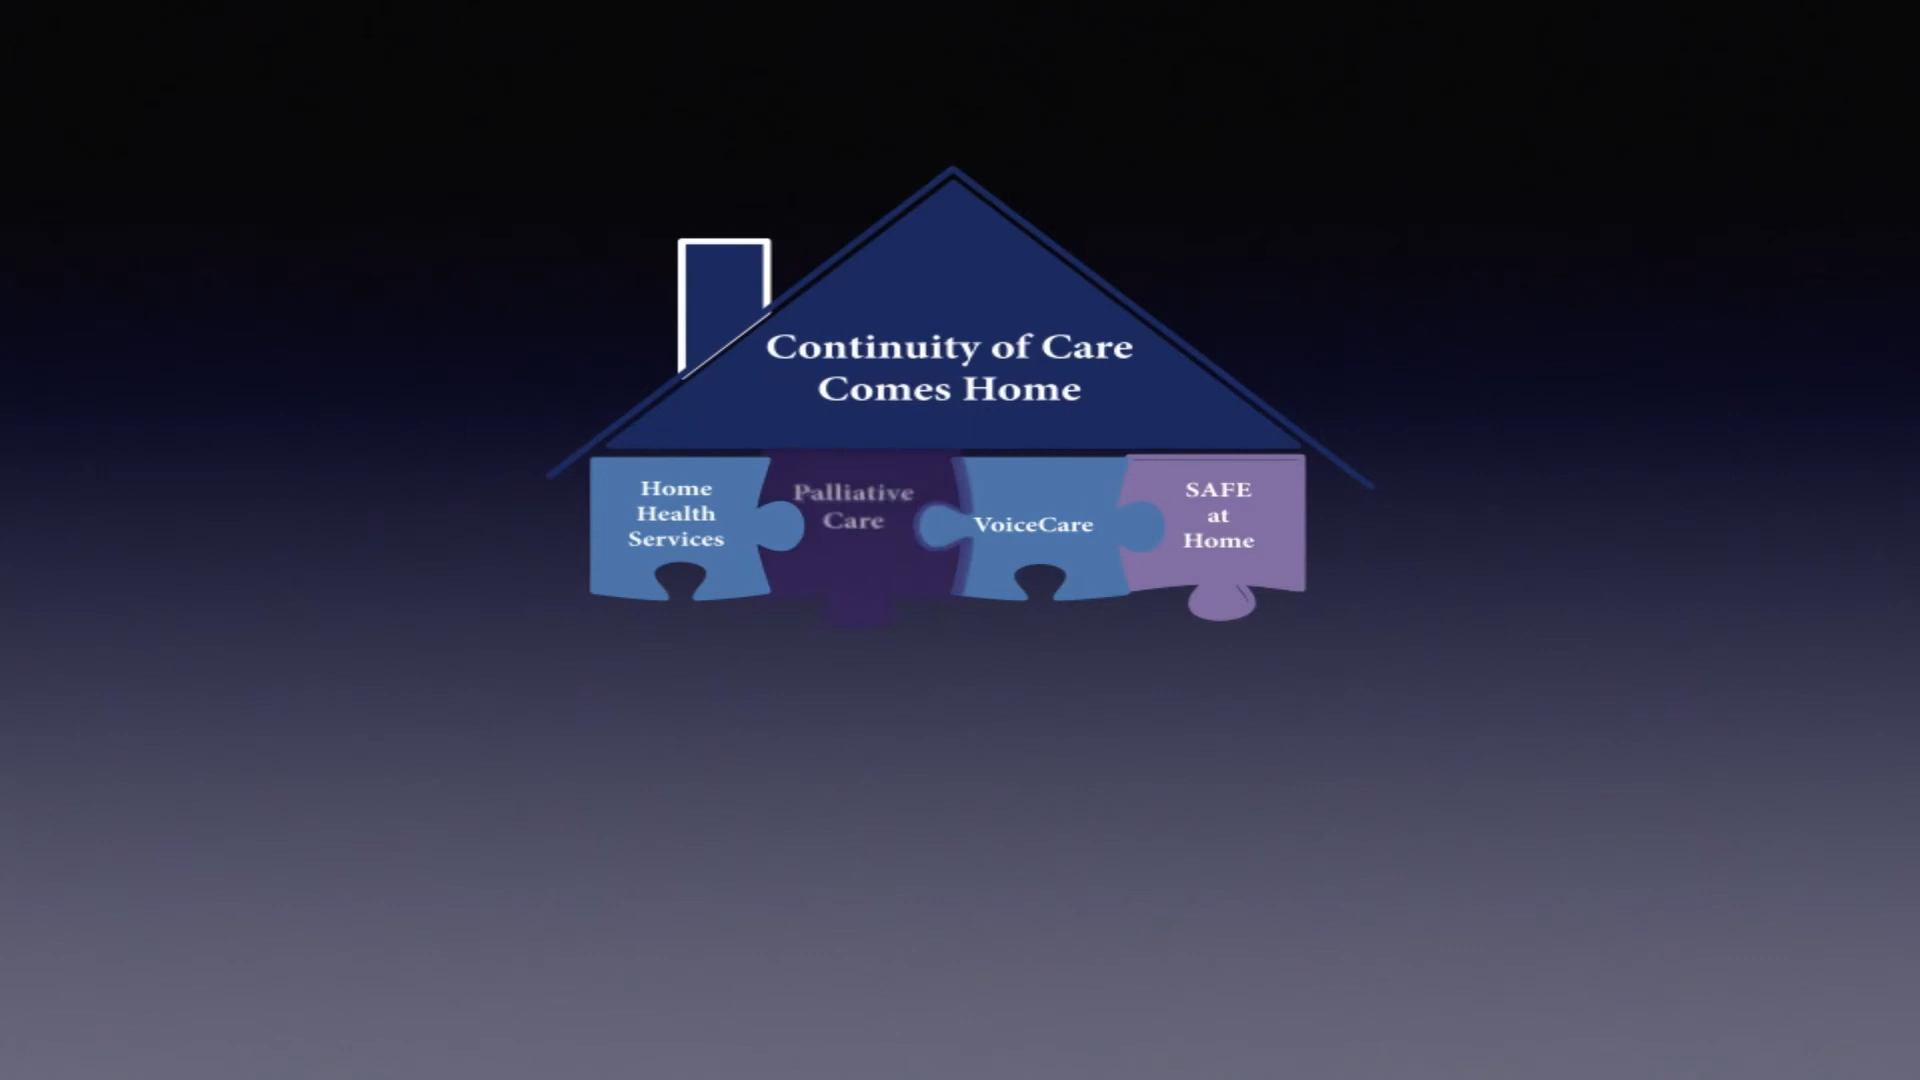 Continuity of Care
Comes Home
Home
Health
Services
Palliative
Care
VoiceCare
SAFE
at
Home